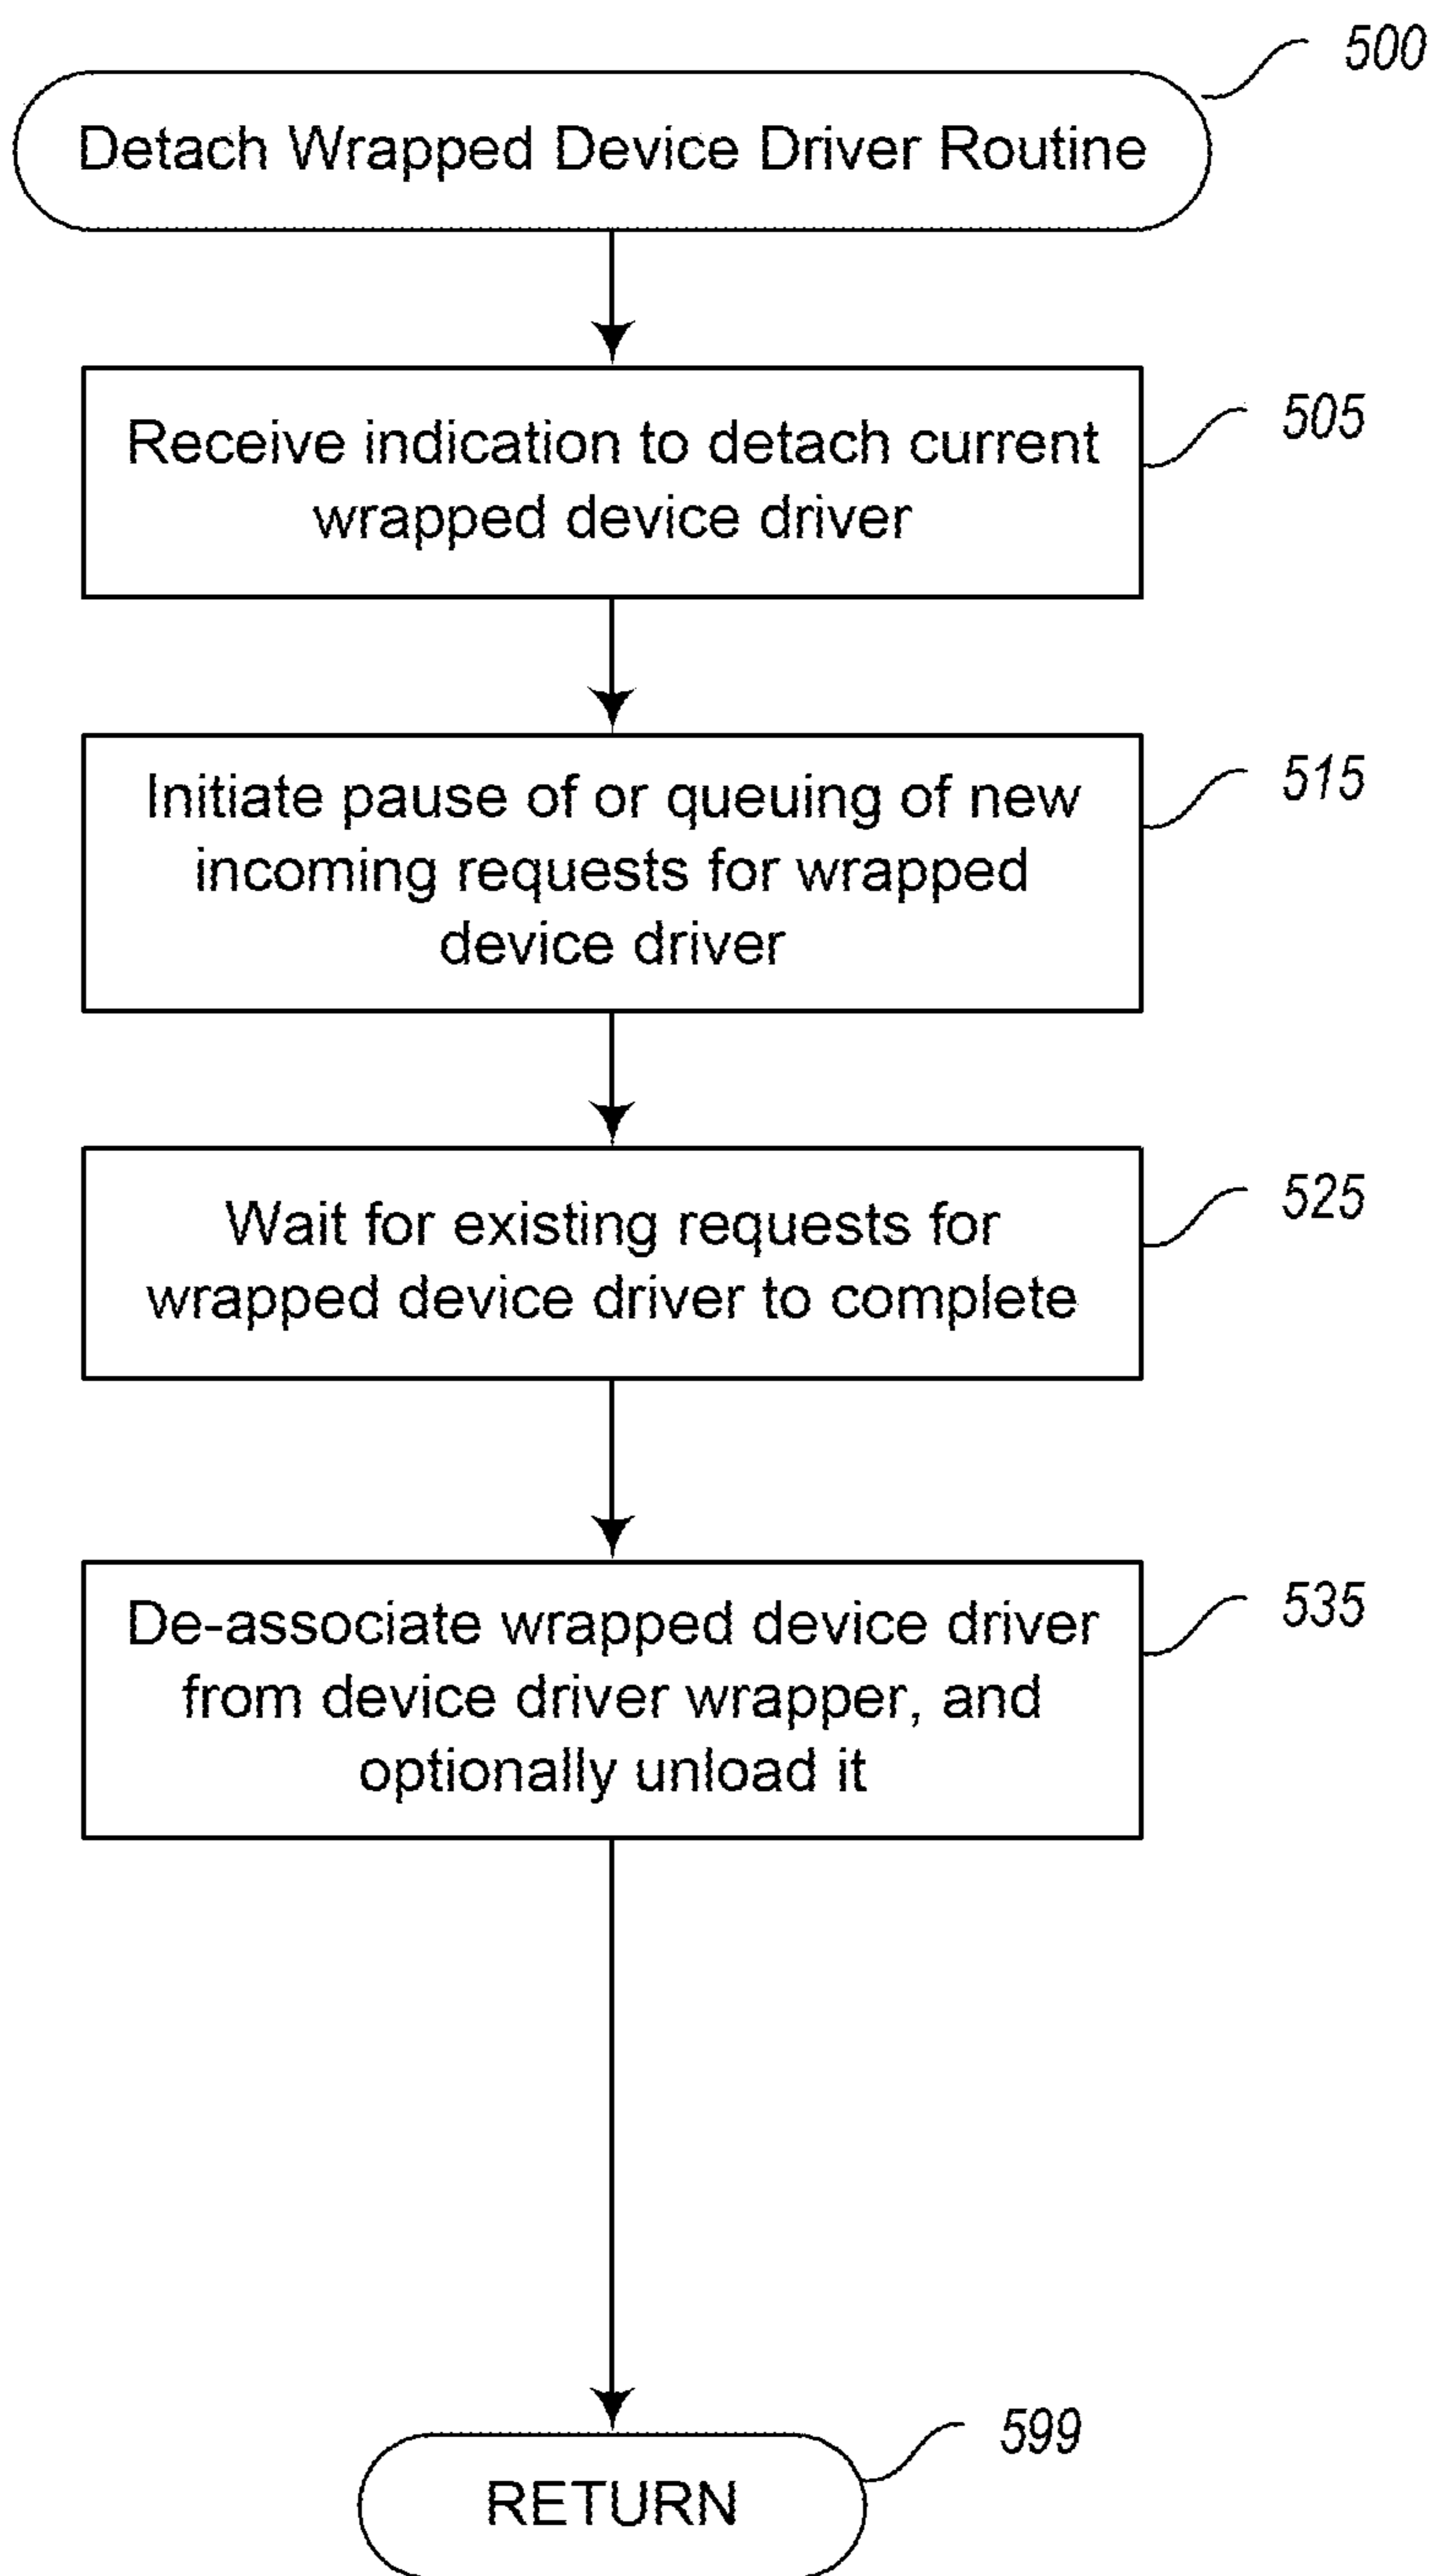 500
Detach Wrapped Device Driver Routine
Receive indication to detach current
wrapped device driver
505
Initiate pause of or queuing of new
incoming requests for wrapped
device driver
515
Wait for existing requests for
wrapped device driver to complete
525
De-associate wrapped device driver
from device driver wrapper, and
optionally unload it
535
RETURN
599